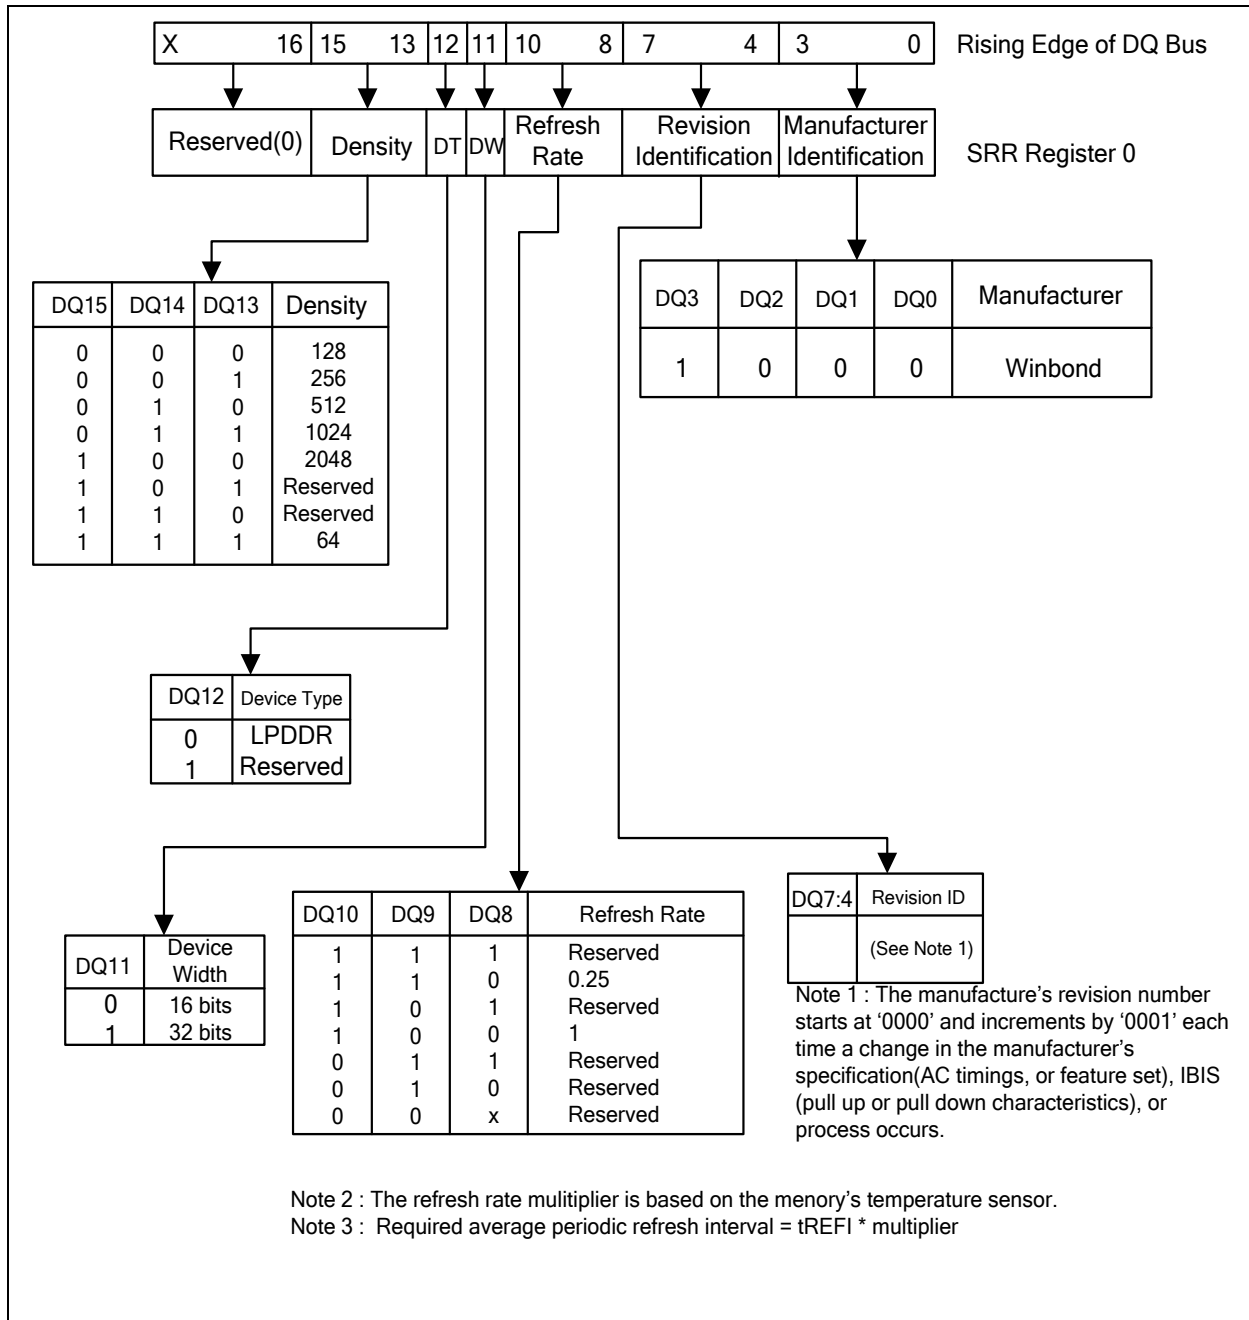 X 16 15 13 12 11 10 8 7 4 3 0 Rising Edge of DQ Bus
Reserved(0) Density DT DW Refresh Rate Revision Identification Manufacturer Identification SRR Register 0
DQ15 DQ14 DQ13 Density
0 0 0 128
0 0 1 256
0 1 0 512
0 1 1 1024
1 0 0 2048
1 0 1 Reserved
1 1 0 Reserved
1 1 1 64
DQ3 DQ2 DQ1 DQ0 Manufacturer
1 0 0 0 Winbond
DQ12 Device Type
0 LPDDR
1 Reserved
DQ11 Device Width
0 16 bits
1 32 bits
DQ10 DQ9 DQ8 Refresh Rate
1 1 1 Reserved
1 1 0 0.25
1 0 1 Reserved
1 0 0 1
0 1 1 Reserved
0 1 0 Reserved
0 0 x Reserved
DQ7:4 Revision ID
(See Note 1)
Note 1 : The manufacture's revision number
starts at ‘0000’ and increments by ‘0001’ each
time a change in the manufacturer's
specification(AC timings, or feature set), IBIS
(pull up or pull down characteristics), or
process occurs.
Note 2 : The refresh rate mulitiplier is based on the menory's temperature sensor.
Note 3 : Required average periodic refresh interval = tREFI * multiplier